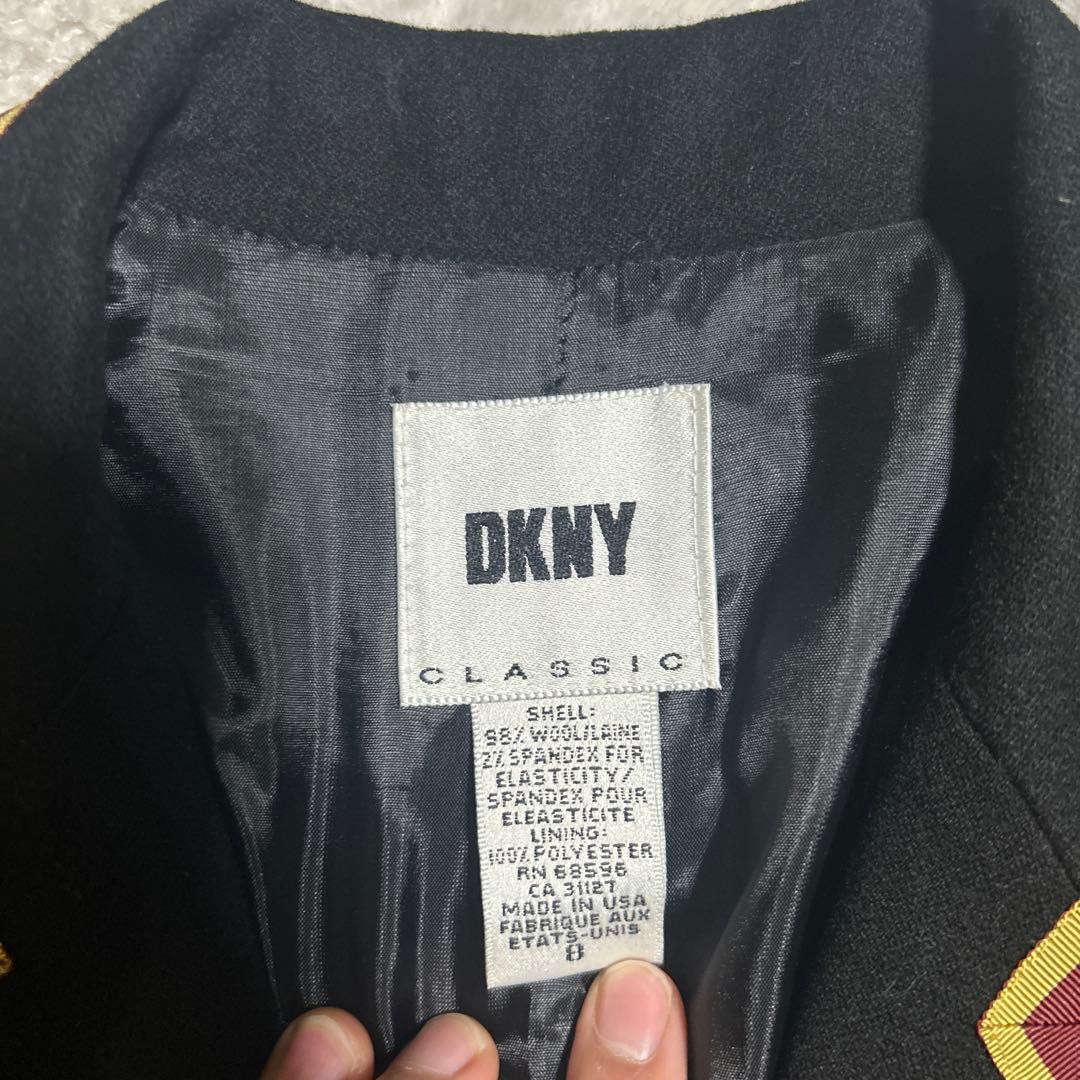 DKNY
CLASSIC
SHELL:
98% WOOL/LAINE
2% SPANDEX FOR
ELASTICITY/
SPANDEX POUR
ELEASTICITE
LINING:
100% POLYESTER
RN 68596
CA 31127
MADE IN USA
FABRIQUE AUX
ETATS-UNIS
8